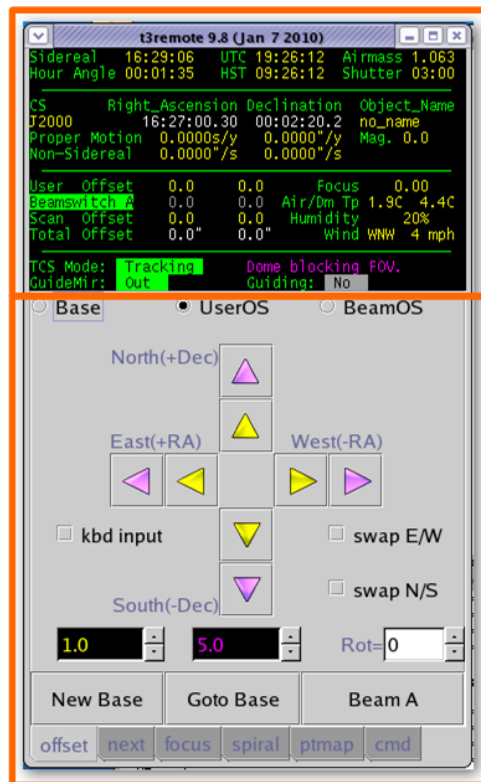 t3remote 9.8 (Jan 7 2010)
Sidereal 16:29:06 UTC 19:26:12 Airmass 1.063
Hour Angle 00:01:35 HST 09:26:12 Shutter 03:00
CS Right_Ascension Declination Object_Name
J2000 16:27:00.30 00:02:20.2 no_name
Proper Motion 0.0000s/y 0.0000"/y Mag. 0.0
Non-Sidereal 0.0000"/s 0.0000"/s
User Offset 0.0 0.0 Focus 0.00
Beamswitch A 0.0 0.0 Air/Dm Tp 1.9C 4.4C
Scan Offset 0.0 0.0 Humidity 20%
Total Offset 0.0" 0.0" Wind WNW 4 mph
TCS Mode: Tracking Dome blocking FOV.
GuideMir: Out Guiding: No
Base UserOS BeamOS
North(+Dec)
East(+RA) West(-RA)
kbd input swap E/W
swap N/S
South(-Dec)
1.0 5.0 Rot= 0
New Base Goto Base Beam A
offset next focus spiral ptmap cmd